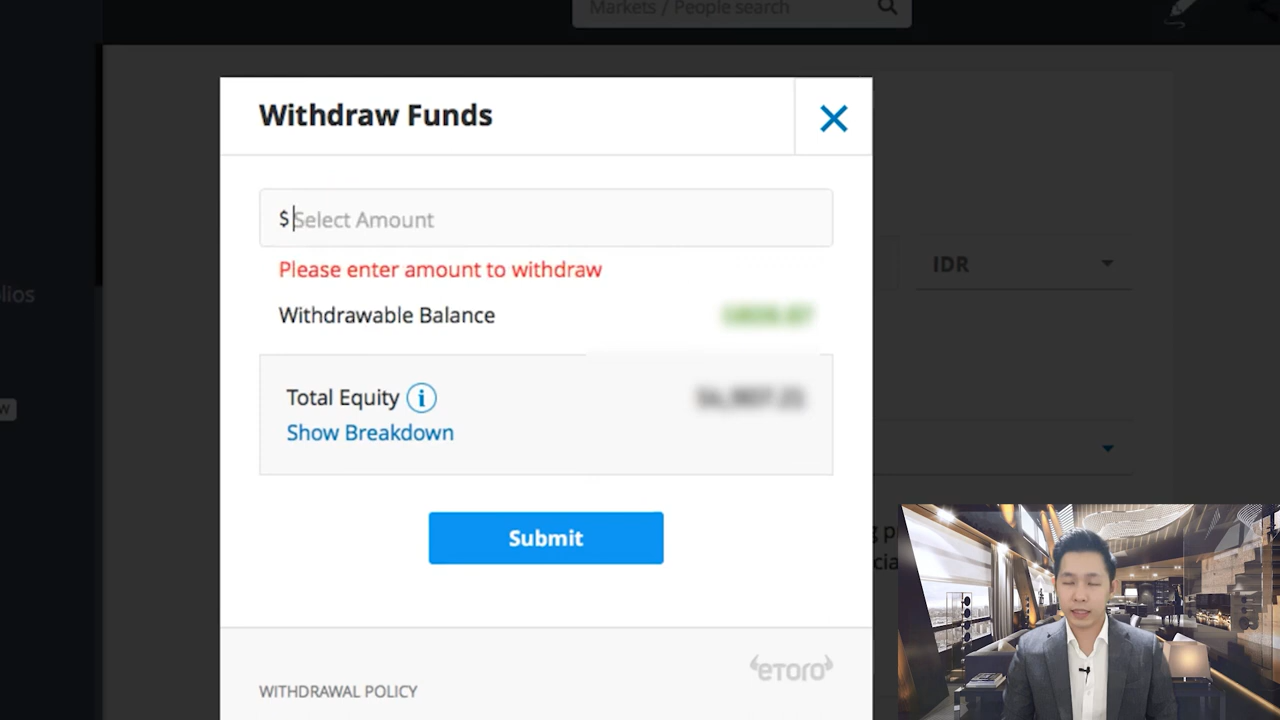 Markets / People search
Withdraw Funds
$ Select Amount
Please enter amount to withdraw
IDR
Withdrawable Balance
Total Equity i
Show Breakdown
Submit
eToro
WITHDRAWAL POLICY